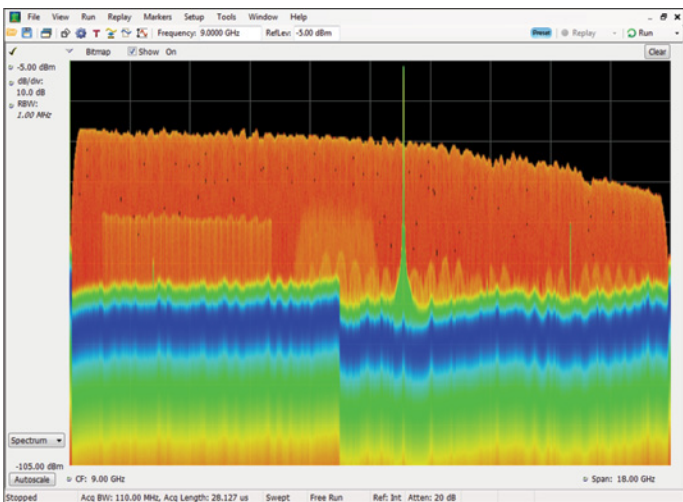 File View Run Replay Markers Setup Tools Window Help
Frequency: 9.0000 GHz RefLev: -5.00 dBm Preset Replay Run
Bitmap Show On Clear
-5.00 dBm
dB/div:
10.0 dB
RBW:
1.00 MHz
Spectrum
-105.00 dBm
Autoscale CF: 9.00 GHz Span: 18.00 GHz
Stopped Acq BW: 110.00 MHz, Acq Length: 28.127 us Swept Free Run Ref: Int Atten: 20 dB